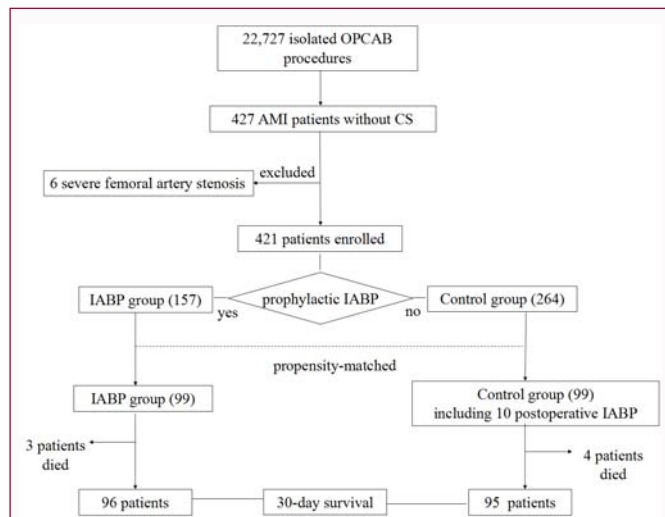 22,727 isolated OPCAB
procedures
427 AMI patients without CS
excluded
6 severe femoral artery stenosis
421 patients enrolled
IABP group (157)
prophylactic IABP
Control group (264)
yes
no
propensity-matched
IABP group (99)
Control group (99)
including 10 postoperative IABP
3 patients
died
4 patients
died
96 patients
30-day survival
95 patients